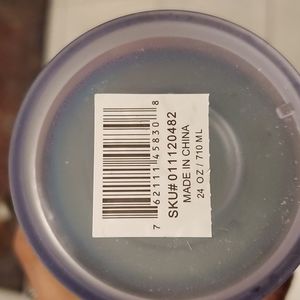 7 62111 45830 8
SKU# 011120482
MADE IN CHINA
24 OZ / 710 ML